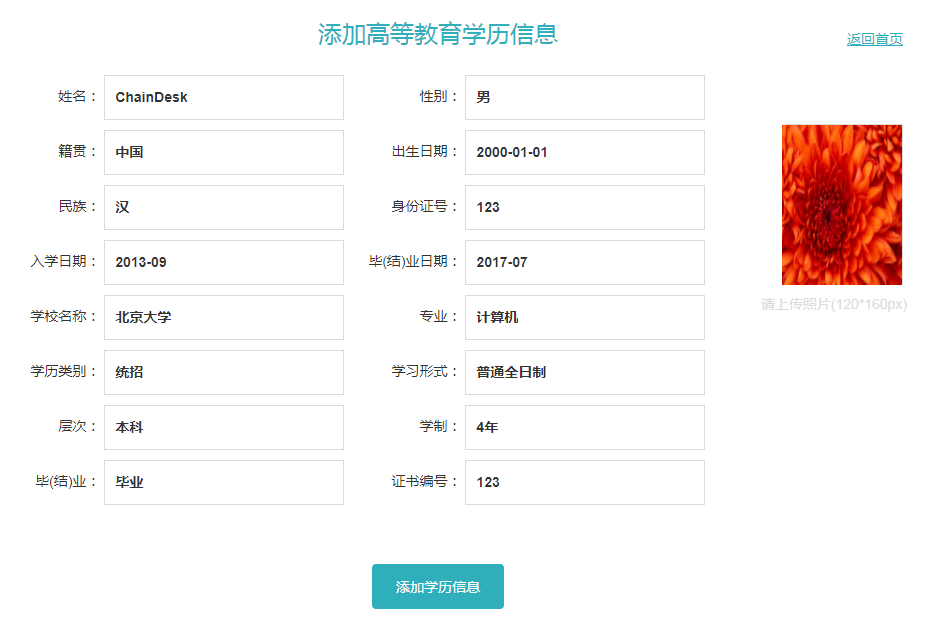 添加高等教育学历信息
返回首页
姓名： ChainDesk 性别： 男
籍贯： 中国 出生日期： 2000-01-01
民族： 汉 身份证号： 123
入学日期： 2013-09 毕(结)业日期： 2017-07
请上传照片(120*160px)
学校名称： 北京大学 专业： 计算机
学历类别： 统招 学习形式： 普通全日制
层次： 本科 学制： 4年
毕(结)业： 毕业 证书编号： 123
添加学历信息